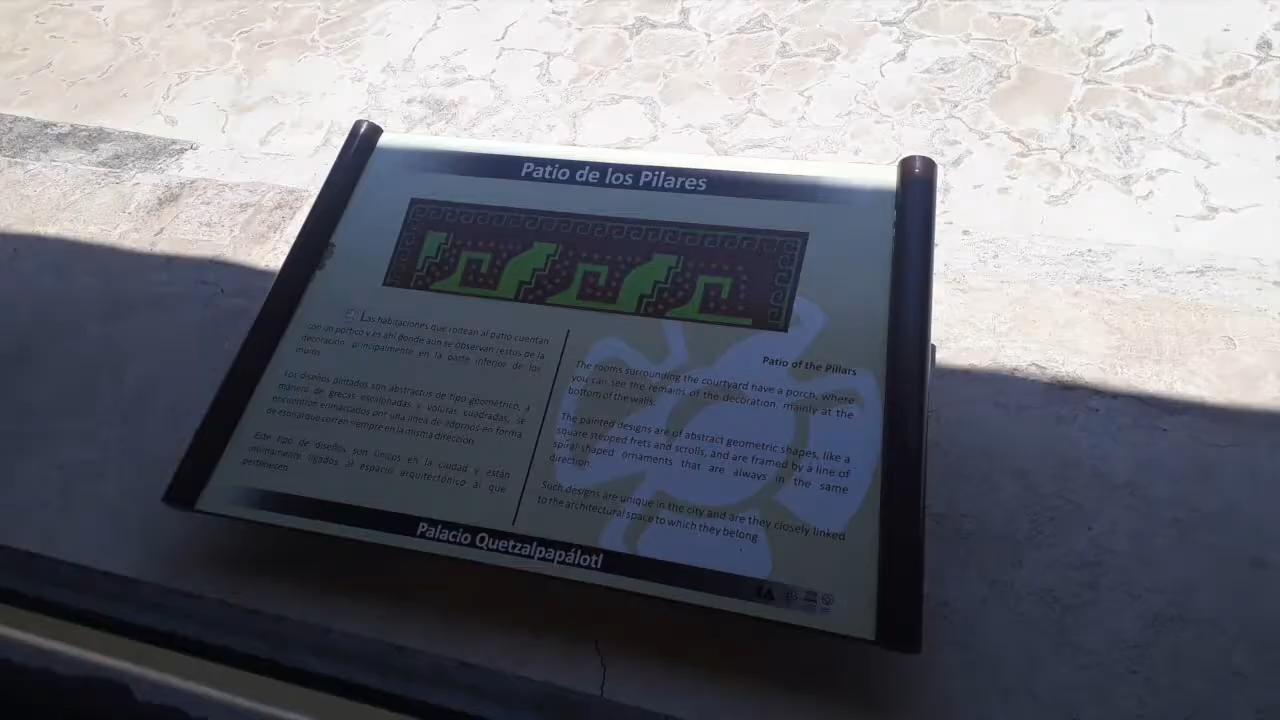 Patio de los Pilares
Las habitaciones que rodean al patio cuentan
con un pórtico y es ahí donde aún se observan restos de la
decoración principalmente en la parte inferior de los
muros.
Los diseños pintados son abstractos de tipo geométrico, a
manera de grecas escalonadas y volutas cuadradas, se
encuentran enmarcados por una línea de adornos en forma
de espiral que corren siempre en la misma dirección.
Este tipo de diseños son únicos en la ciudad y están
íntimamente ligados al espacio arquitectónico al que
pertenecen.
Patio of the Pillars
The rooms surrounding the courtyard have a porch, where
you can see the remains of the decoration, mainly at the
bottom of the walls.
The painted designs are of abstract geometric shapes, like a
square stepped frets and scrolls, and are framed by a line of
spiral-shaped ornaments that are always in the same
direction.
Such designs are unique in the city and are they closely linked
to the architectural space to which they belong.
Palacio Quetzalpapálotl